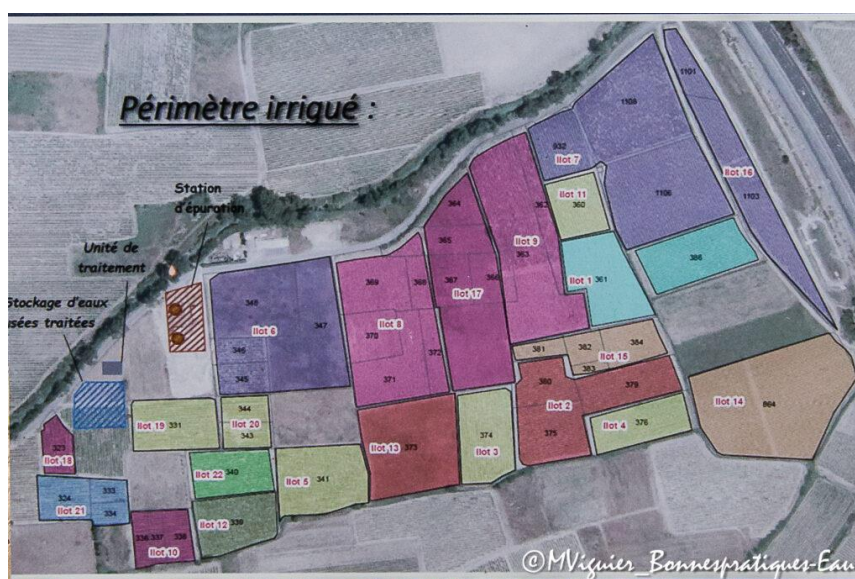 Périmètre irrigué :
Station
d'épuration
Unité de
traitement
Stockage d'eaux
usées traitées
1101
1108
932
Ilot 7
Ilot 16
1103
1106
Ilot 11
360
362
Ilot 9
363
364
365
366
367
Ilot 17
Ilot 1
361
386
369
368
Ilot 8
370
372
371
348
347
Ilot 6
346
345
381
382
384
383
Ilot 15
380
379
Ilot 2
375
376
Ilot 4
Ilot 14
864
344
Ilot 20
343
Ilot 19
331
Ilot 13
373
374
Ilot 3
Ilot 18
Ilot 22
340
Ilot 5
341
333
334
Ilot 21
Ilot 12
339
336
337
338
Ilot 10
©MViguier_Bonnespratiques-Eau